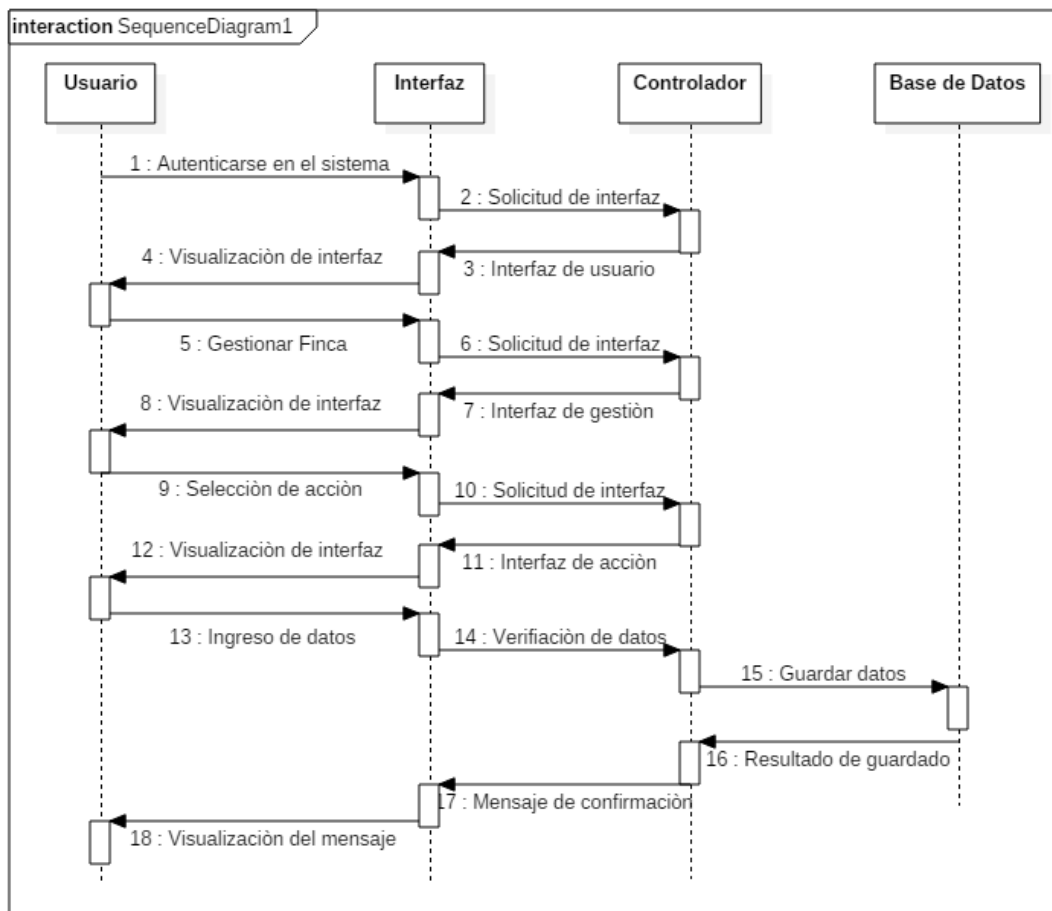 interaction SequenceDiagram1
Usuario
Interfaz
Controlador
Base de Datos
1 : Autenticarse en el sistema
2 : Solicitud de interfaz
3 : Interfaz de usuario
4 : Visualizaciòn de interfaz
5 : Gestionar Finca
6 : Solicitud de interfaz
7 : Interfaz de gestiòn
8 : Visualizaciòn de interfaz
9 : Selecciòn de acciòn
10 : Solicitud de interfaz
11 : Interfaz de acciòn
12 : Visualizaciòn de interfaz
13 : Ingreso de datos
14 : Verifiaciòn de datos
15 : Guardar datos
16 : Resultado de guardado
17 : Mensaje de confirmaciòn
18 : Visualizaciòn del mensaje